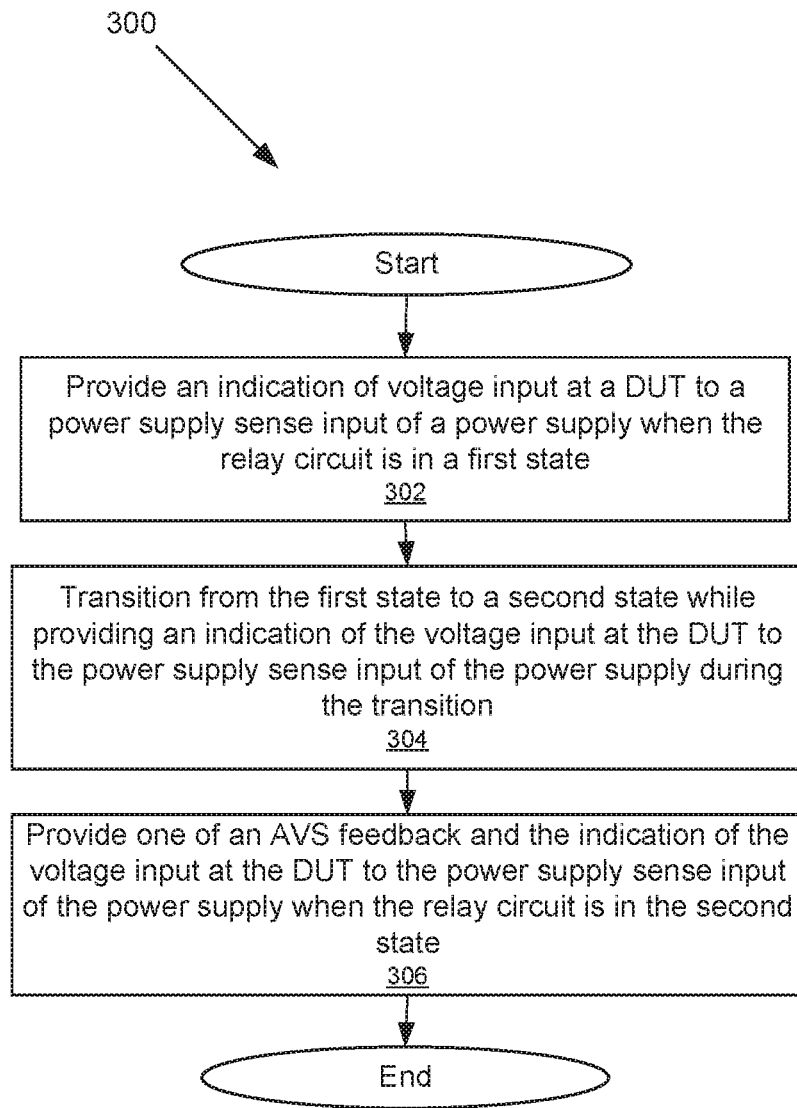 300
Start
Provide an indication of voltage input at a DUT to a
power supply sense input of a power supply when the
relay circuit is in a first state
302
Transition from the first state to a second state while
providing an indication of the voltage input at the DUT to
the power supply sense input of the power supply during
the transition
304
Provide one of an AVS feedback and the indication of the
voltage input at the DUT to the power supply sense input
of the power supply when the relay circuit is in the second
state
306
End